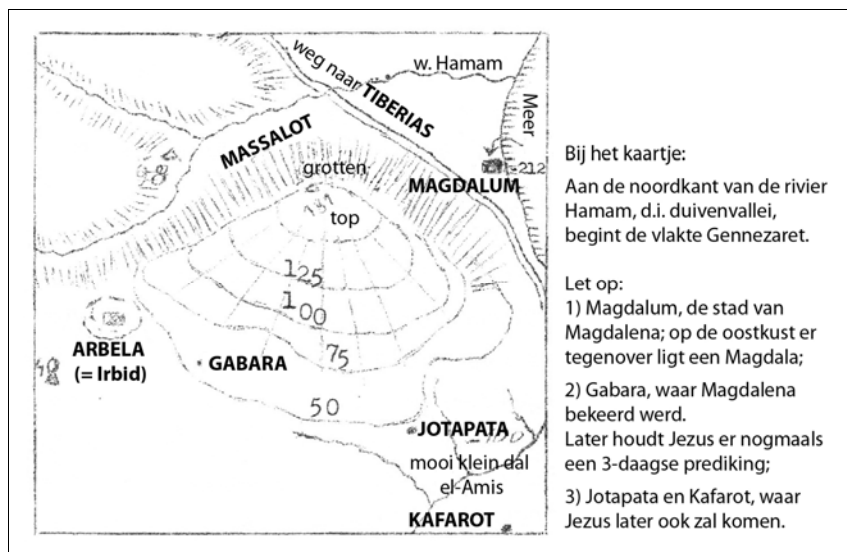 weg naar TIBERIAS
w. Hamam
Meer
MASSALOT
grotten
MAGDALUM
-212
181
top
125
100
75
50
ARBELA
(= Irbid)
GABARA
JOTAPATA
mooi klein dal
el-Amis
KAFAROT
Bij het kaartje:
Aan de noordkant van de rivier
Hamam, d.i. duivenvallei,
begint de vlakte Gennezaret.
Let op:
1) Magdalum, de stad van
Magdalena; op de oostkust er
tegenover ligt een Magdala;
2) Gabara, waar Magdalena
bekeerd werd.
Later houdt Jezus er nogmaals
een 3-daagse prediking;
3) Jotapata en Kafarot, waar
Jezus later ook zal komen.